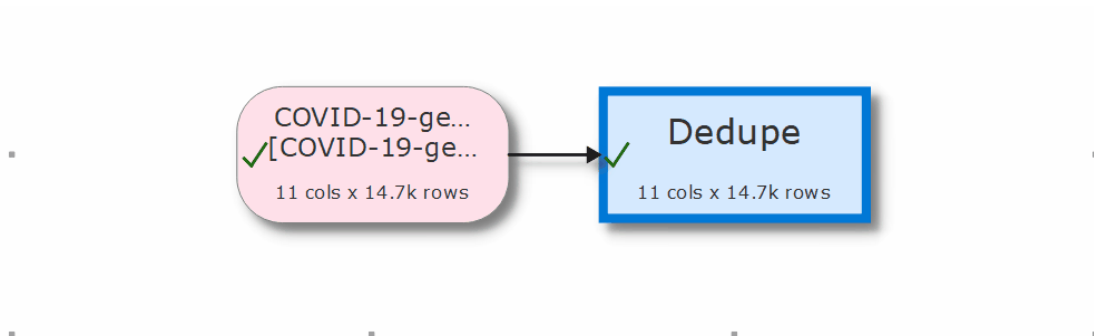 COVID-19-ge...
[COVID-19-ge...
11 cols x 14.7k rows
Dedupe
11 cols x 14.7k rows